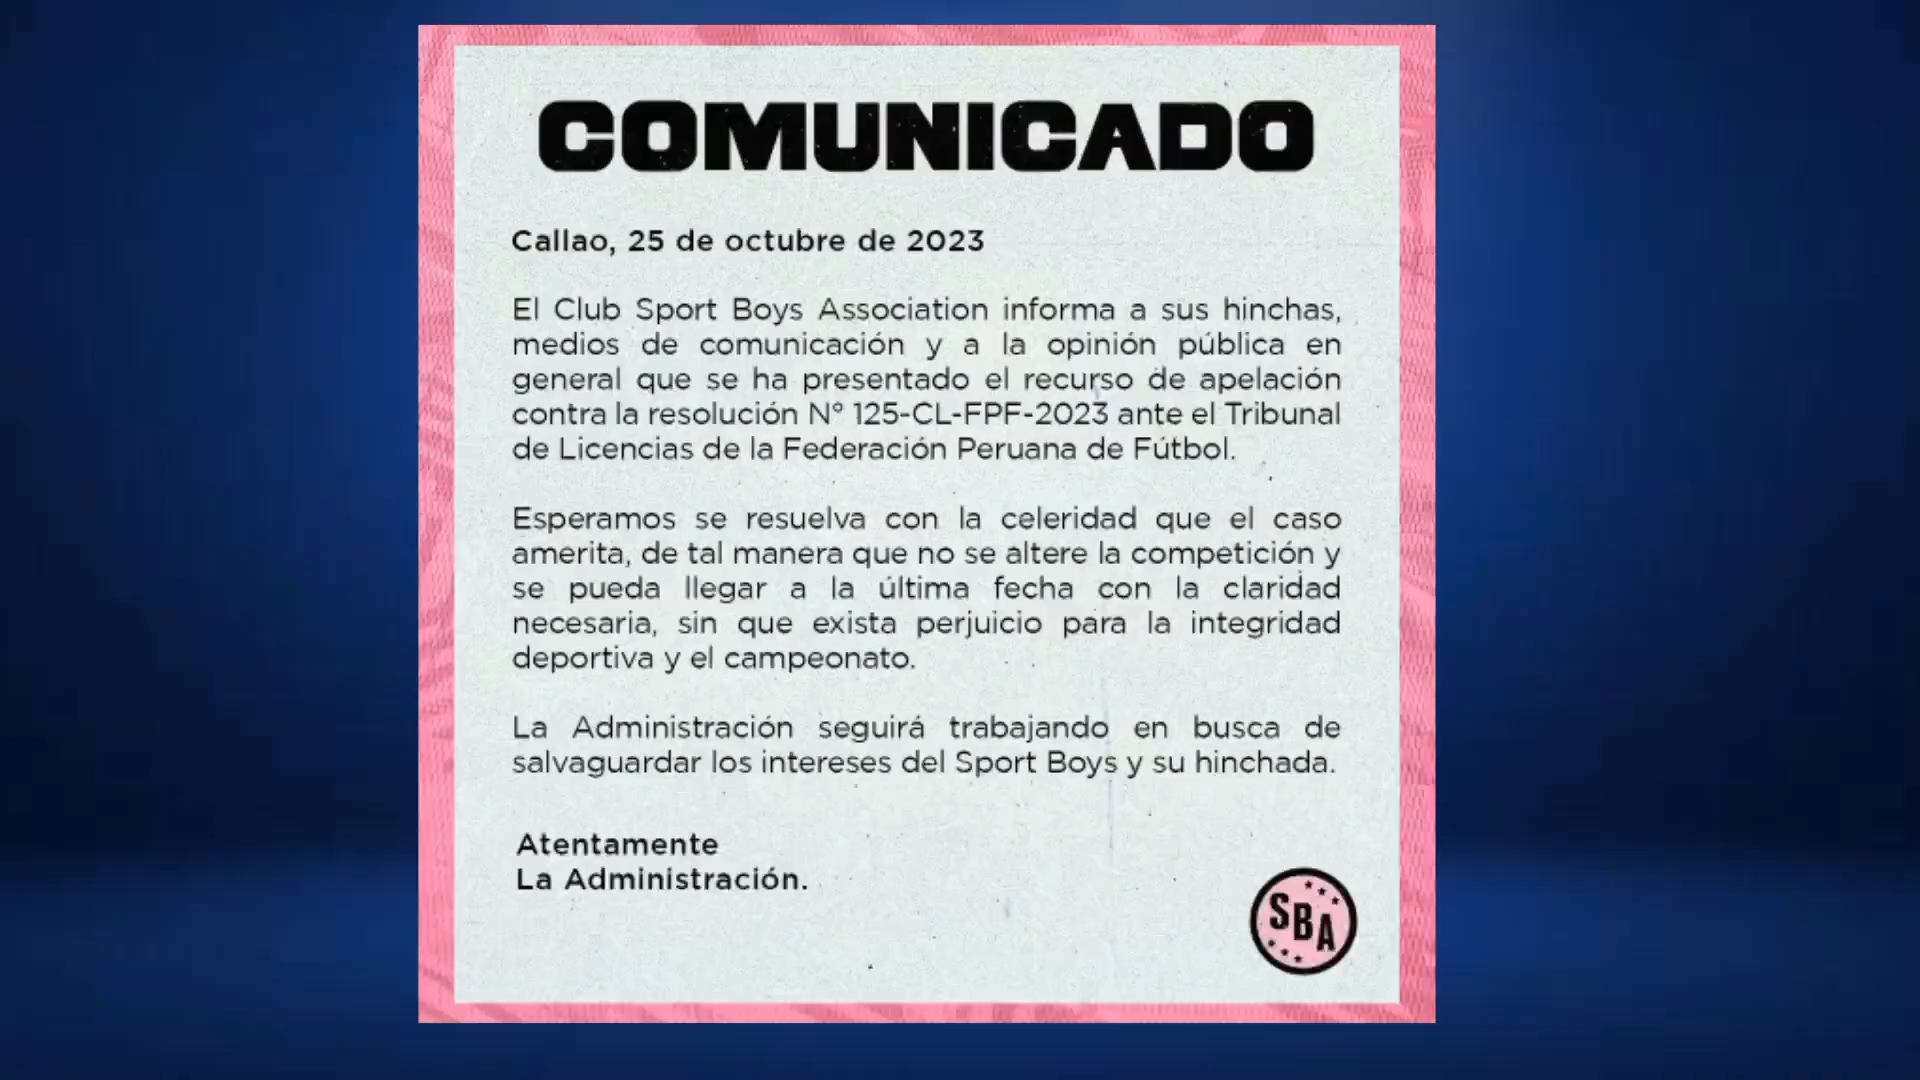 COMUNICADO
Callao, 25 de octubre de 2023
El Club Sport Boys Association informa a sus hinchas,
medios de comunicación y a la opinión pública en
general que se ha presentado el recurso de apelación
contra la resolución N° 125-CL-FPF-2023 ante el Tribunal
de Licencias de la Federación Peruana de Fútbol.
Esperamos se resuelva con la celeridad que el caso
amerita, de tal manera que no se altere la competición y
se pueda llegar a la última fecha con la claridad
necesaria, sin que exista perjuicio para la integridad
deportiva y el campeonato.
La Administración seguirá trabajando en busca de
salvaguardar los intereses del Sport Boys y su hinchada.
Atentamente
La Administración.
SBA